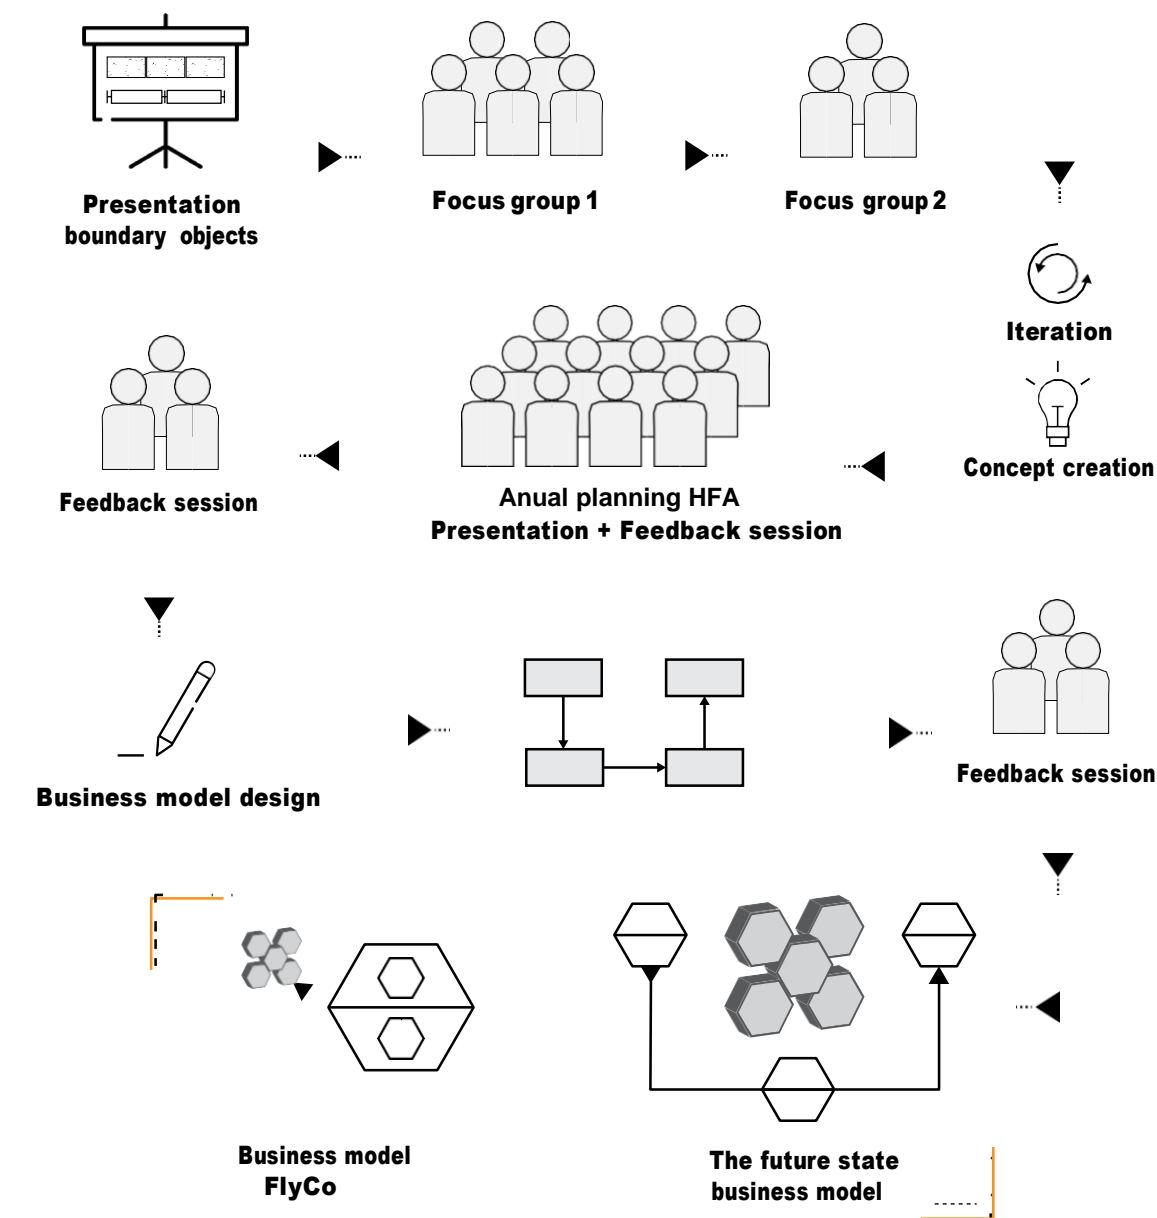 Presentation
boundary objects
Focus group 1
Focus group 2
Iteration
Concept creation
Anual planning HFA
Presentation + Feedback session
Feedback session
Business model design
Feedback session
The future state
business model
Business model
FlyCo